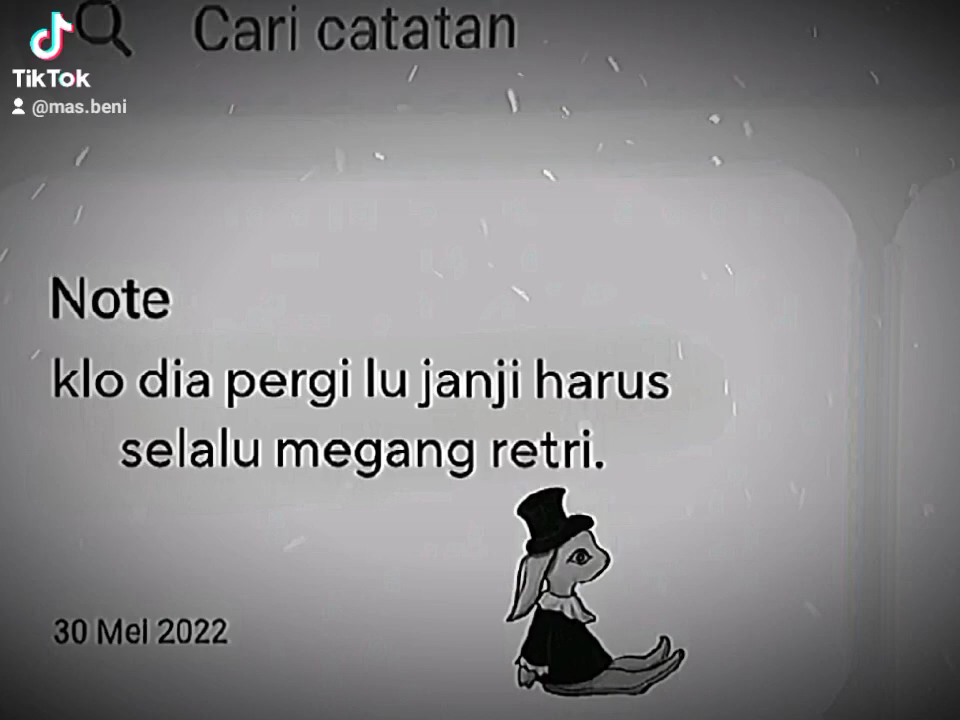 Cari catatan
TikTok
@mas.beni
Note
klo dia pergi lu janji harus
selalu megang retri.
30 Mei 2022